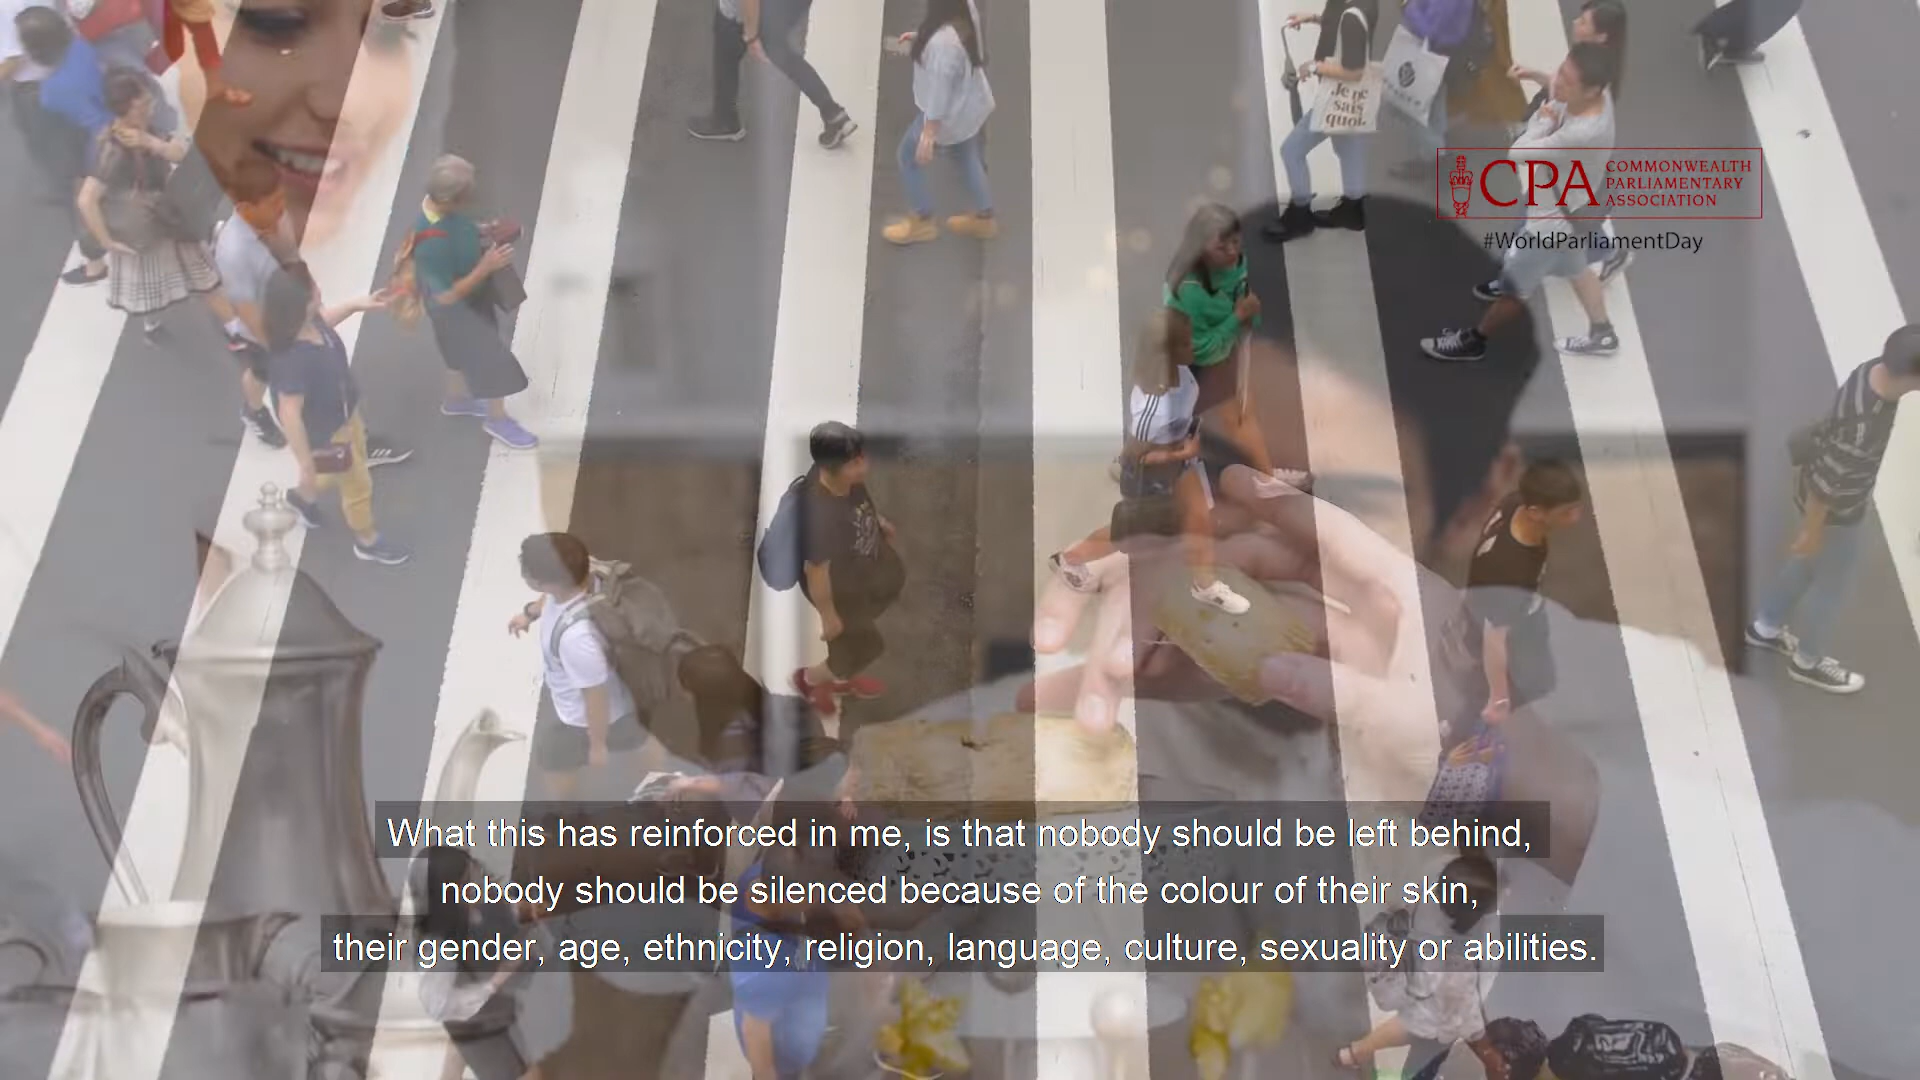 Je ne
sais
quoi.
CPA COMMONWEALTH
PARLIAMENTARY
ASSOCIATION
#WorldParliamentDay
What this has reinforced in me, is that nobody should be left behind,
nobody should be silenced because of the colour of their skin,
their gender, age, ethnicity, religion, language, culture, sexuality or abilities.